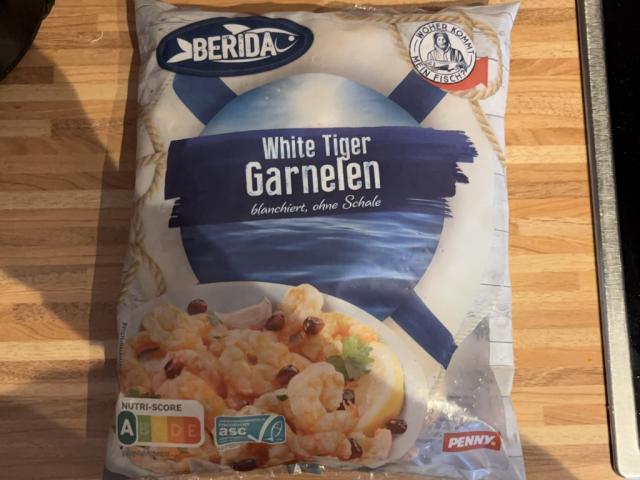 BERIDA
WOHER KOMMT
MEIN FISCH?
White Tiger
Garnelen
blanchiert, ohne Schale
NUTRI-SCORE
A B C D E
asc
PENNY.